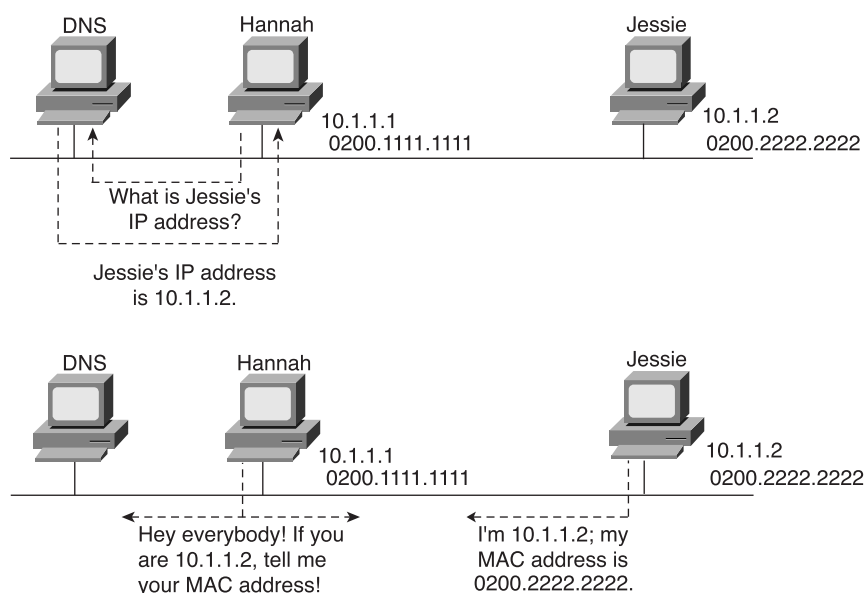 DNS
Hannah
Jessie
10.1.1.1
0200.1111.1111
10.1.1.2
0200.2222.2222
What is Jessie's
IP address?
Jessie's IP address
is 10.1.1.2.
DNS
Hannah
Jessie
10.1.1.1
0200.1111.1111
10.1.1.2
0200.2222.2222
Hey everybody! If you
are 10.1.1.2, tell me
your MAC address!
I'm 10.1.1.2; my
MAC address is
0200.2222.2222.